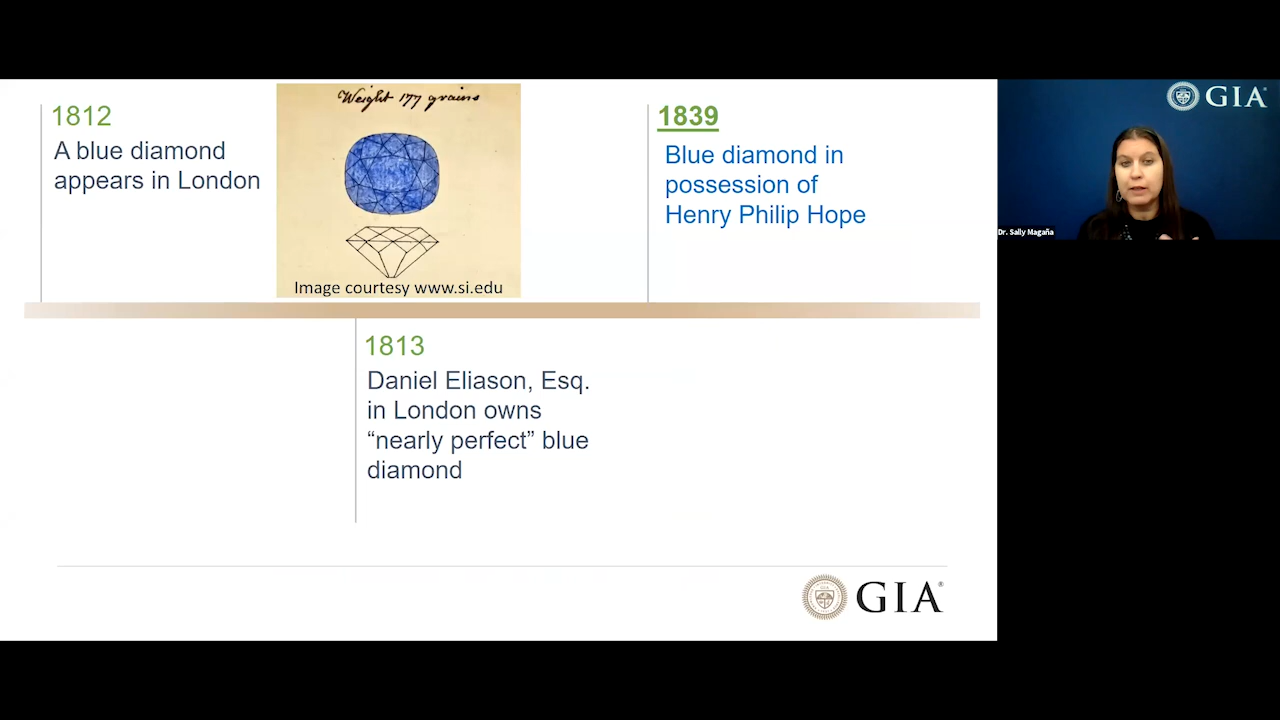 1812
A blue diamond
appears in London
Weight 177 grains
Image courtesy www.si.edu
1839
Blue diamond in
possession of
Henry Philip Hope
1813
Daniel Eliason, Esq.
in London owns
“nearly perfect” blue
diamond
GIA®
GIA®
Dr. Sally Magaña